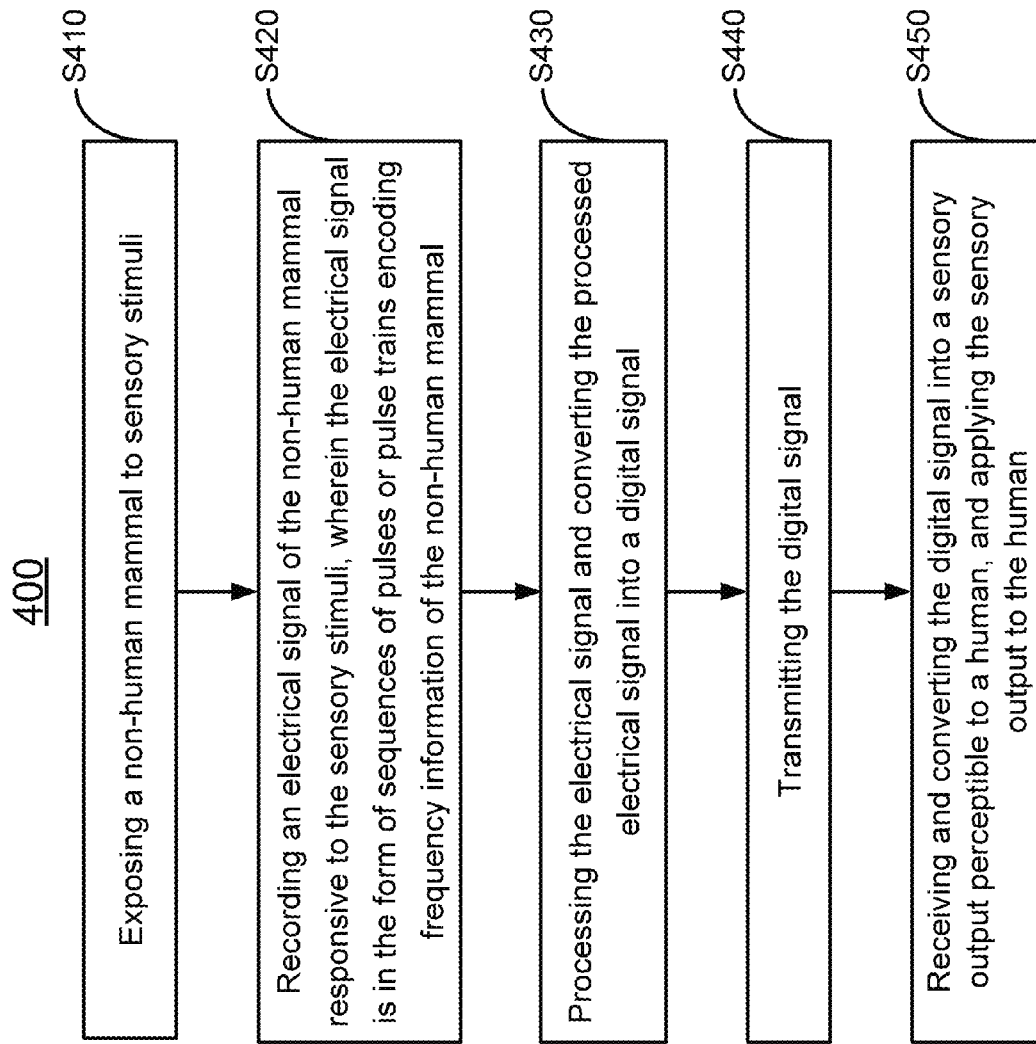 400
Exposing a non-human mammal to sensory stimuli
S410
Recording an electrical signal of the non-human mammal
responsive to the sensory stimuli, wherein the electrical signal
is in the form of sequences of pulses or pulse trains encoding
frequency information of the non-human mammal
S420
Processing the electrical signal and converting the processed
electrical signal into a digital signal
S430
Transmitting the digital signal
S440
Receiving and converting the digital signal into a sensory
output perceptible to a human, and applying the sensory
output to the human
S450